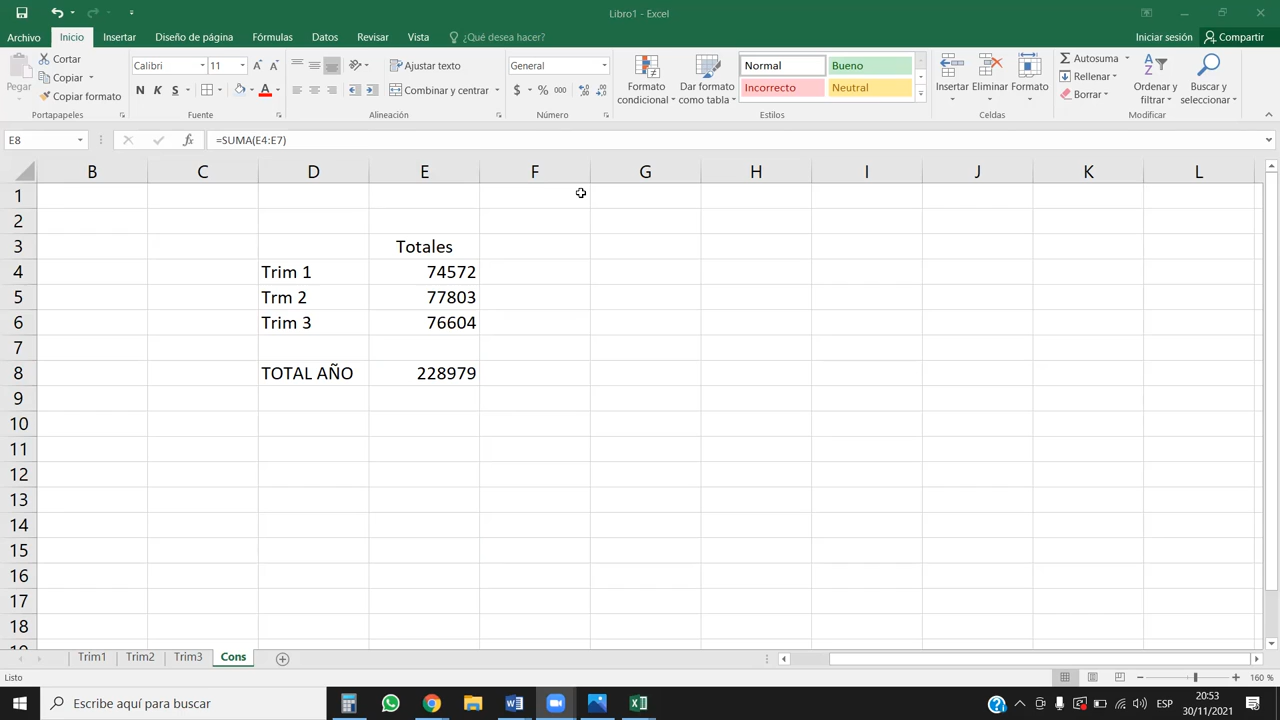 Libro1 - Excel
Archivo Inicio Insertar Diseño de página Fórmulas Datos Revisar Vista ¿Qué desea hacer? Iniciar sesión Compartir
Pegar
Cortar
Copiar
Copiar formato
Portapapeles
Calibri 11
N K S
Fuente
Ajustar texto
Combinar y centrar
Alineación
General
$ % 000
Número
Formato condicional
Dar formato como tabla
Normal Bueno
Incorrecto Neutral
Estilos
Insertar Eliminar Formato
Celdas
Autosuma
Rellenar
Borrar
Ordenar y filtrar
Buscar y seleccionar
Modificar
E8 fx =SUMA(E4:E7)
B C D E F G H I J K L
1
2
3 Totales
4 Trim 1 74572
5 Trm 2 77803
6 Trim 3 76604
7
8 TOTAL AÑO 228979
9
10
11
12
13
14
15
16
17
18
Trim1 Trim2 Trim3 Cons
Listo 160 %
Escribe aquí para buscar
ESP
20:53
30/11/2021